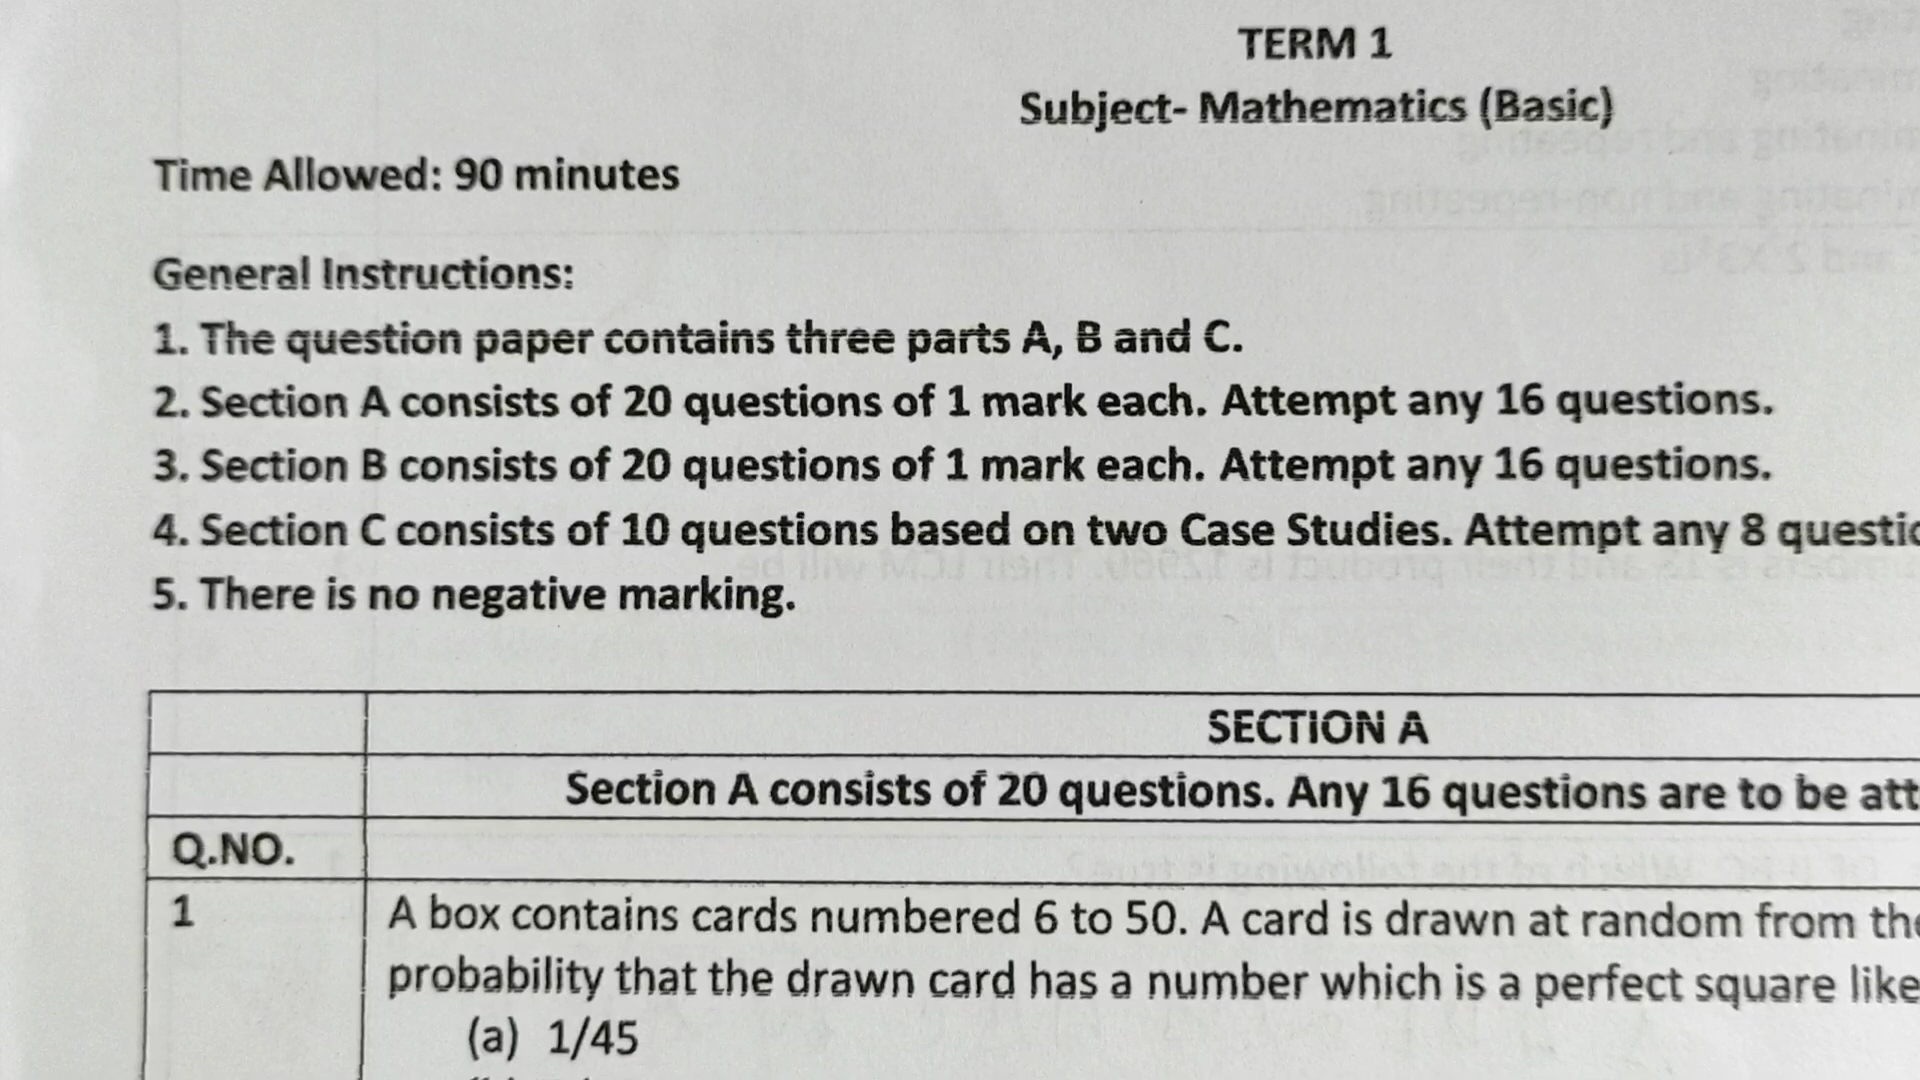 TERM 1
Subject- Mathematics (Basic)
Time Allowed: 90 minutes
General Instructions:
1. The question paper contains three parts A, B and C.
2. Section A consists of 20 questions of 1 mark each. Attempt any 16 questions.
3. Section B consists of 20 questions of 1 mark each. Attempt any 16 questions.
4. Section C consists of 10 questions based on two Case Studies. Attempt any 8
5. There is no negative marking.
SECTION A
Section A consists of 20 questions. Any 16 questions are to be
Q.NO.
1 A box contains cards numbered 6 to 50. A card is drawn at random from
probability that the drawn card has a number which is a perfect square like
(a) 1/45